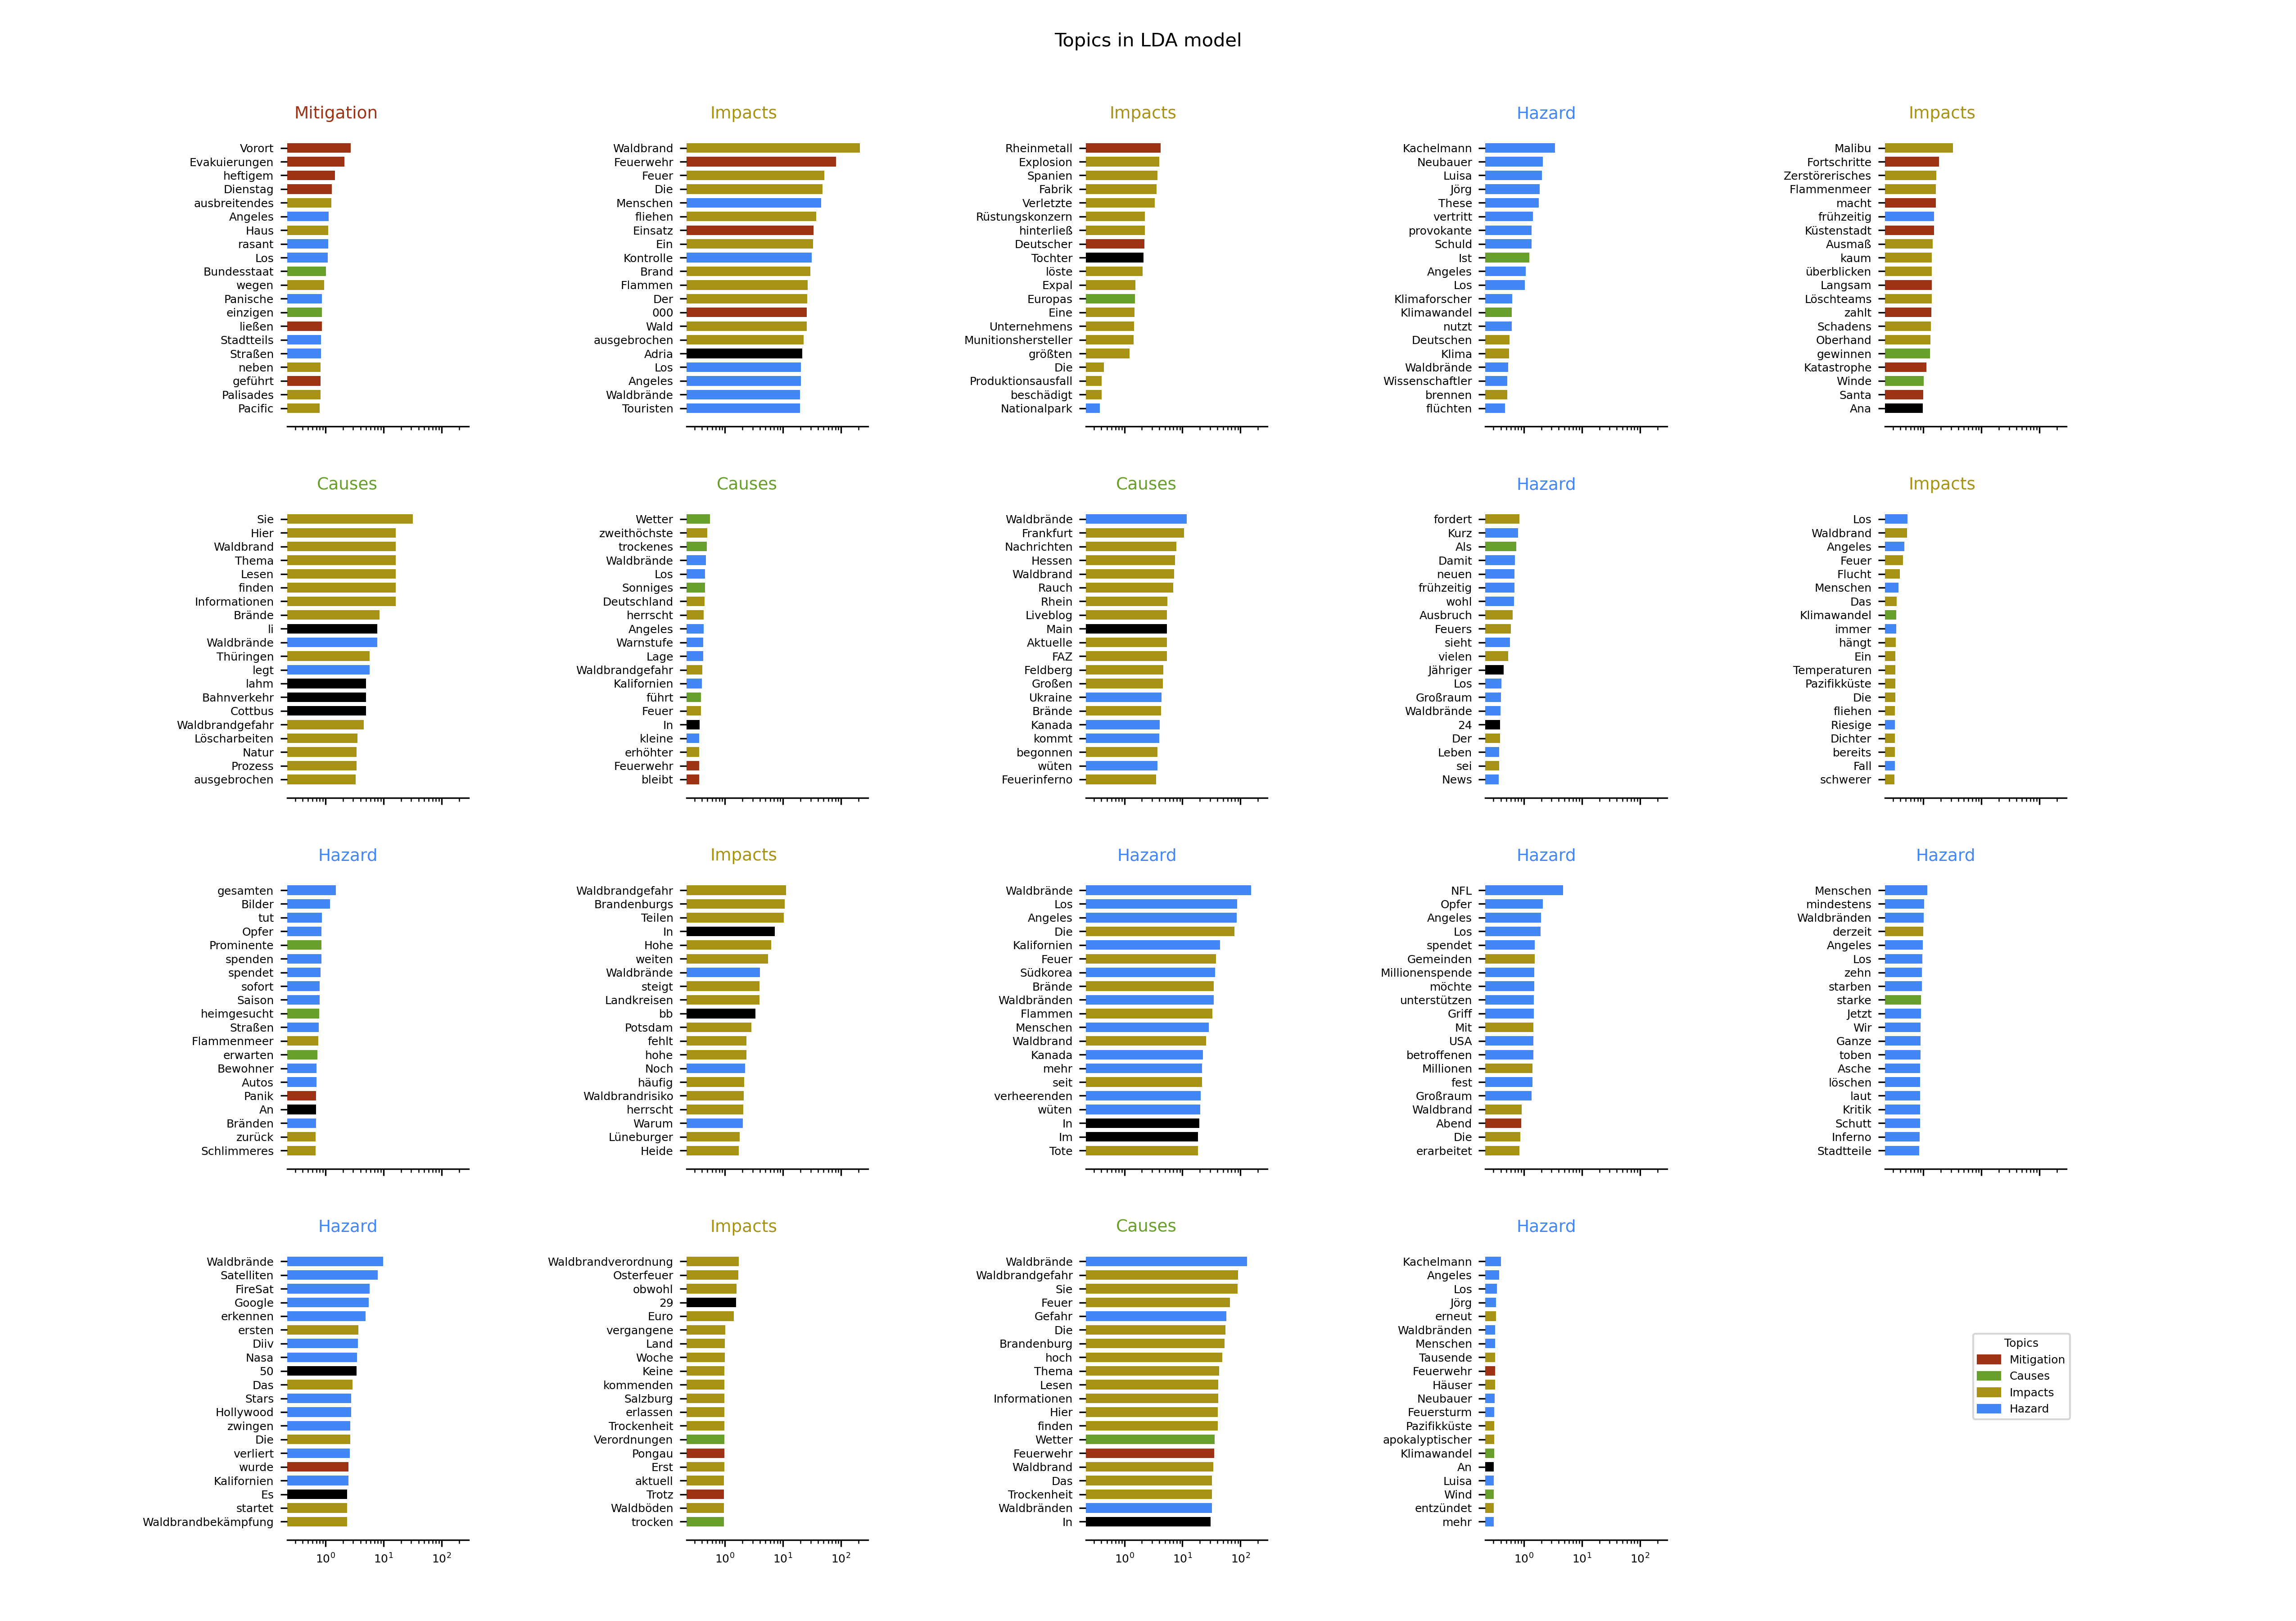 Topics in LDA model
Mitigation
Vorort
Evakuierungen
heftigem
Dienstag
ausbreitendes
Angeles
Haus
rasant
Los
Bundesstaat
wegen
Panische
einzigen
ließen
Stadtteils
Straßen
neben
geführt
Palisades
Pacific
Impacts
Waldbrand
Feuerwehr
Feuer
Die
Menschen
fliehen
Einsatz
Ein
Kontrolle
Brand
Flammen
Der
000
Wald
ausgebrochen
Adria
Los
Angeles
Waldbrände
Touristen
Impacts
Rheinmetall
Explosion
Spanien
Fabrik
Verletzte
Rüstungskonzern
hinterließ
Deutscher
Tochter
löste
Expal
Europas
Eine
Unternehmens
Munitionshersteller
größten
Die
Produktionsausfall
beschädigt
Nationalpark
Hazard
Kachelmann
Neubauer
Luisa
Jörg
These
vertritt
provokante
Schuld
Ist
Angeles
Los
Klimaforscher
Klimawandel
nutzt
Deutschen
Klima
Waldbrände
Wissenschaftler
brennen
flüchten
Impacts
Malibu
Fortschritte
Zerstörerisches
Flammenmeer
macht
frühzeitig
Küstenstadt
Ausmaß
kaum
überblicken
Langsam
Löschteams
zahlt
Schadens
Oberhand
gewinnen
Katastrophe
Winde
Santa
Ana
Causes
Sie
Hier
Waldbrand
Thema
Lesen
finden
Informationen
Brände
li
Waldbrände
Thüringen
legt
lahm
Bahnverkehr
Cottbus
Waldbrandgefahr
Löscharbeiten
Natur
Prozess
ausgebrochen
Causes
Wetter
zweithöchste
trockenes
Waldbrände
Los
Sonniges
Deutschland
herrscht
Angeles
Warnstufe
Lage
Waldbrandgefahr
Kalifornien
führt
Feuer
In
kleine
erhöhter
Feuerwehr
bleibt
Causes
Waldbrände
Frankfurt
Nachrichten
Hessen
Waldbrand
Rauch
Rhein
Liveblog
Main
Aktuelle
FAZ
Feldberg
Großen
Ukraine
Brände
Kanada
kommt
begonnen
wüten
Feuerinferno
Hazard
fordert
Kurz
Als
Damit
neuen
frühzeitig
wohl
Ausbruch
Feuers
sieht
vielen
Jähriger
Los
Großraum
Waldbrände
24
Der
Leben
sei
News
Impacts
Los
Waldbrand
Angeles
Feuer
Flucht
Menschen
Das
Klimawandel
immer
hängt
Ein
Temperaturen
Pazifikküste
Die
fliehen
Riesige
Dichter
bereits
Fall
schwerer
Hazard
gesamten
Bilder
tut
Opfer
Prominente
spenden
spendet
sofort
Saison
heimgesucht
Straßen
Flammenmeer
erwarten
Bewohner
Autos
Panik
An
Bränden
zurück
Schlimmeres
Impacts
Waldbrandgefahr
Brandenburgs
Teilen
In
Hohe
weiten
Waldbrände
steigt
Landkreisen
bb
Potsdam
fehlt
hohe
Noch
häufig
Waldbrandrisiko
herrscht
Warum
Lüneburger
Heide
Hazard
Waldbrände
Los
Angeles
Die
Kalifornien
Feuer
Südkorea
Brände
Waldbränden
Flammen
Menschen
Waldbrand
Kanada
mehr
seit
verheerenden
wüten
In
Im
Tote
Hazard
NFL
Opfer
Angeles
Los
spendet
Gemeinden
Millionenspende
möchte
unterstützen
Griff
Mit
USA
betroffenen
Millionen
fest
Großraum
Waldbrand
Abend
Die
erarbeitet
Hazard
Menschen
mindestens
Waldbränden
derzeit
Angeles
Los
zehn
starben
starke
Jetzt
Wir
Ganze
toben
Asche
löschen
laut
Kritik
Schutt
Inferno
Stadtteile
Hazard
Waldbrände
Satelliten
FireSat
Google
erkennen
ersten
Diiv
Nasa
50
Das
Stars
Hollywood
zwingen
Die
verliert
wurde
Kalifornien
Es
startet
Waldbrandbekämpfung
10⁰ 10¹ 10²
Impacts
Waldbrandverordnung
Osterfeuer
obwohl
29
Euro
vergangene
Land
Woche
Keine
kommenden
Salzburg
erlassen
Trockenheit
Verordnungen
Pongau
Erst
aktuell
Trotz
Waldböden
trocken
10⁰ 10¹ 10²
Causes
Waldbrände
Waldbrandgefahr
Sie
Feuer
Gefahr
Die
Brandenburg
hoch
Thema
Lesen
Informationen
Hier
finden
Wetter
Feuerwehr
Waldbrand
Das
Trockenheit
Waldbränden
In
10⁰ 10¹ 10²
Hazard
Kachelmann
Angeles
Los
Jörg
erneut
Waldbränden
Menschen
Tausende
Feuerwehr
Häuser
Neubauer
Feuersturm
Pazifikküste
apokalyptischer
Klimawandel
An
Luisa
Wind
entzündet
mehr
10⁰ 10¹ 10²
Topics
Mitigation
Causes
Impacts
Hazard